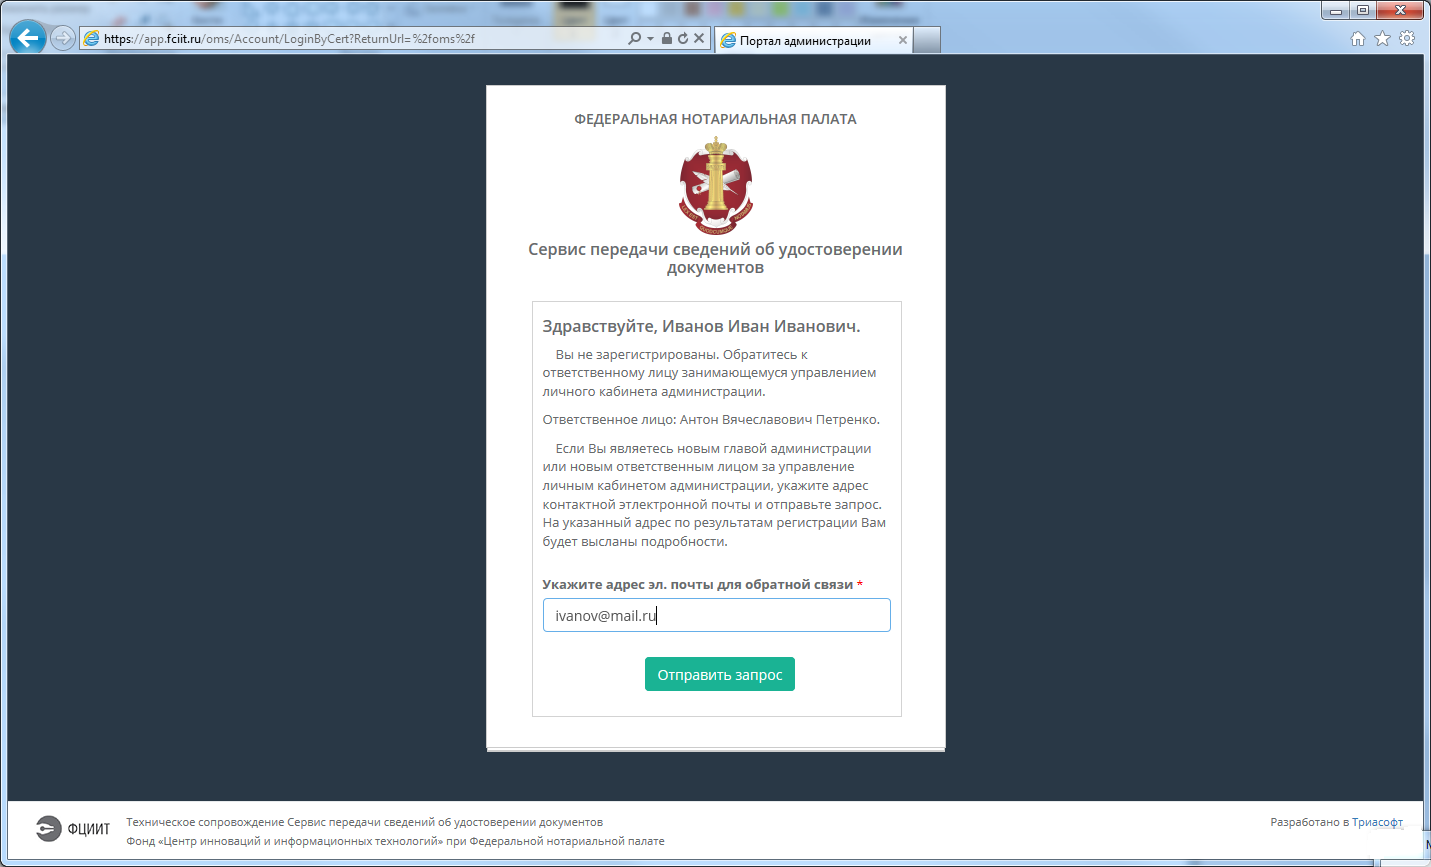 https://app.fciit.ru/oms/Account/LoginByCert?ReturnUrl=%2foms%2f
Портал администрации
ФЕДЕРАЛЬНАЯ НОТАРИАЛЬНАЯ ПАЛАТА
Сервис передачи сведений об удостоверении
документов
Здравствуйте, Иванов Иван Иванович.
Вы не зарегистрированы. Обратитесь к
ответственному лицу занимающемуся управлением
личного кабинета администрации.
Ответственное лицо: Антон Вячеславович Петренко.
Если Вы являетесь новым главой администрации
или новым ответственным лицом за управление
личным кабинетом администрации, укажите адрес
контактной этлектронной почты и отправьте запрос.
На указанный адрес по результатам регистрации Вам
будет высланы подробности.
Укажите адрес эл. почты для обратной связи *
ivanov@mail.ru
Отправить запрос
ФЦИИТ
Техническое сопровождение Сервис передачи сведений об удостоверении документов
Фонд «Центр инноваций и информационных технологий» при Федеральной нотариальной палате
Разработано в Триасофт